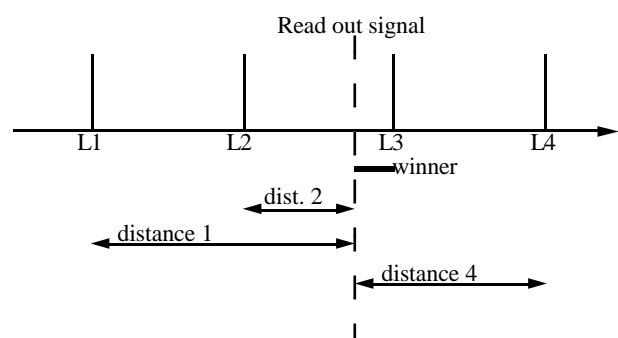 Read out signal
L1 L2 L3 L4
winner
dist. 2
distance 1
distance 4